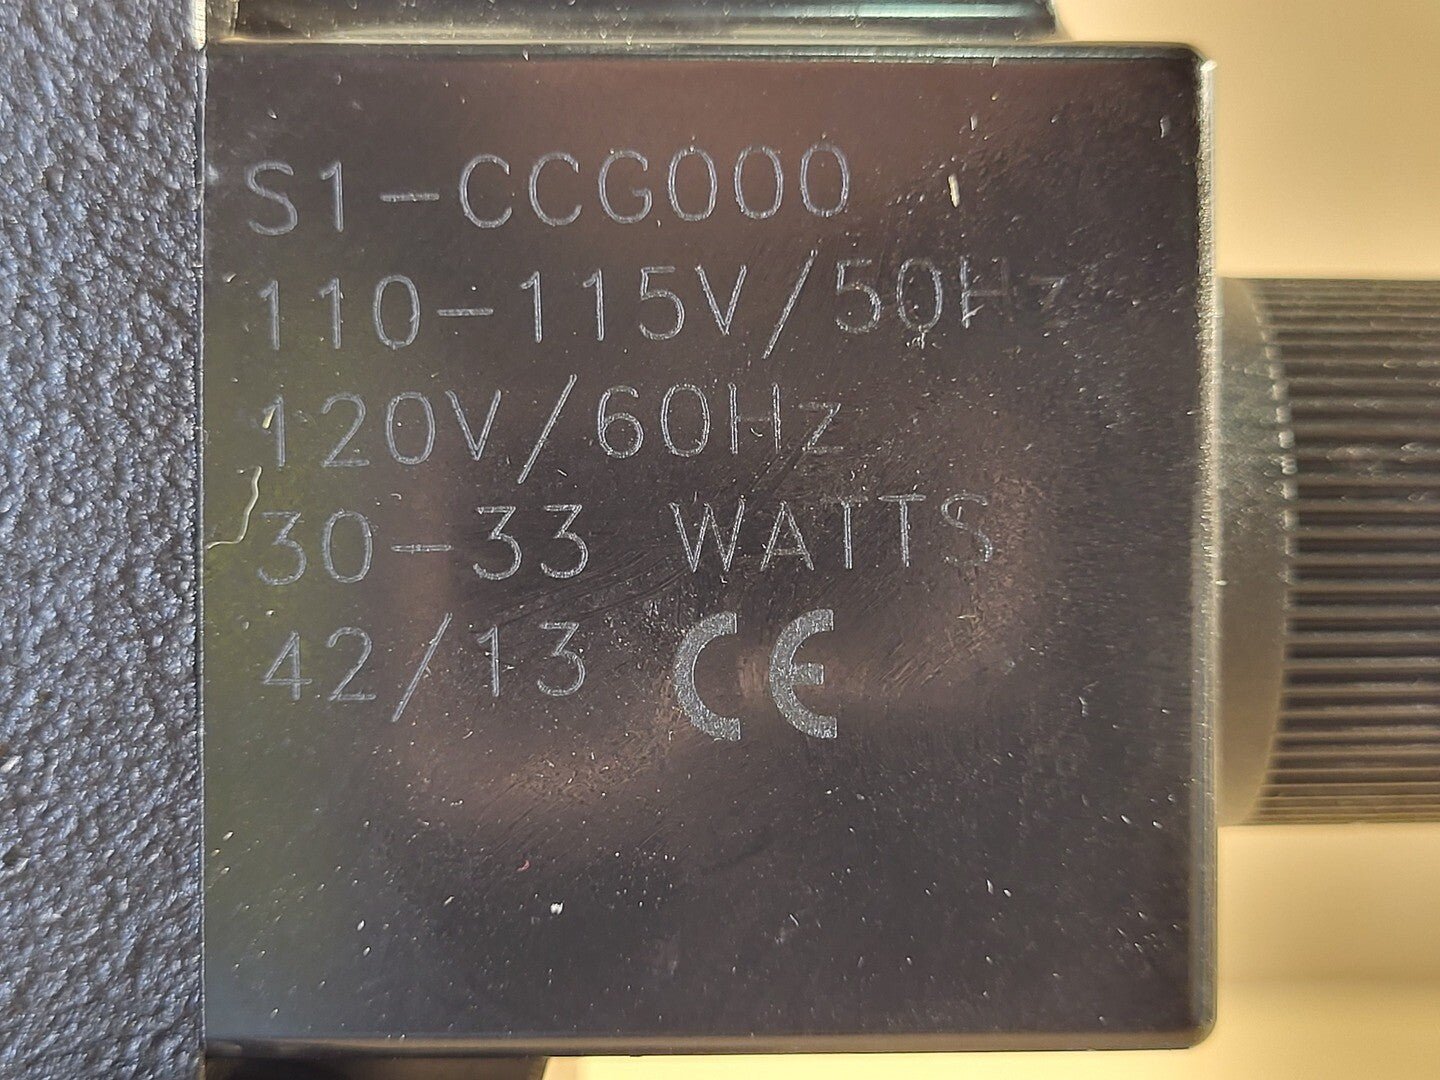 S1-CCG000
110-115V/50Hz
120V/60Hz
30-33 WATTS
42/13 CE